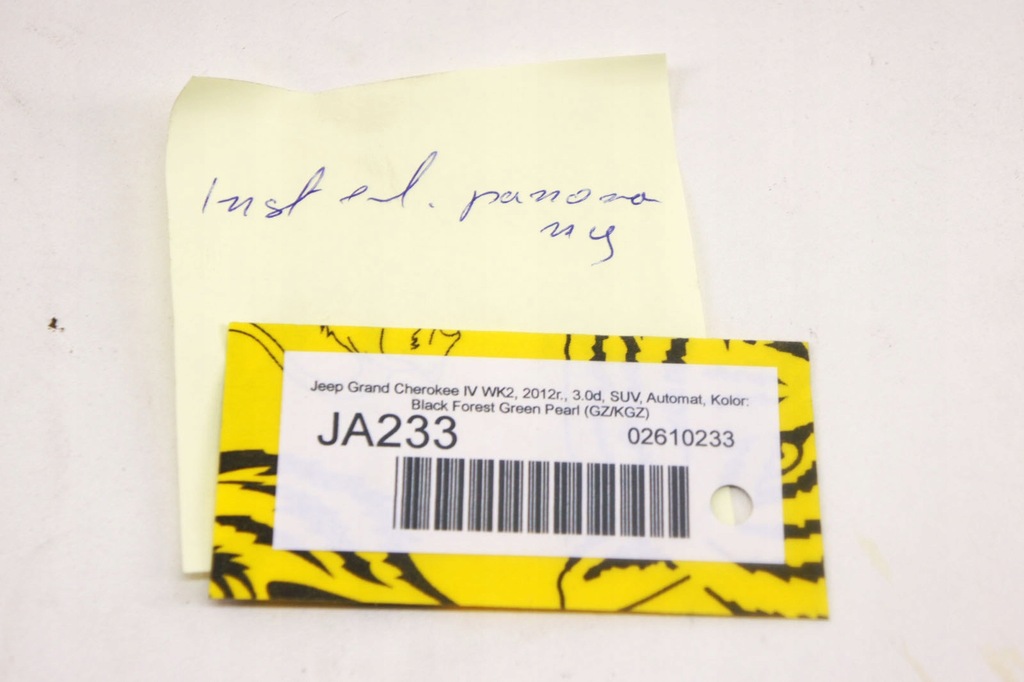 Inst el. panora
my
Jeep Grand Cherokee IV WK2, 2012r., 3.0d, SUV, Automat, Kolor:
Black Forest Green Pearl (GZ/KGZ)
JA233 02610233